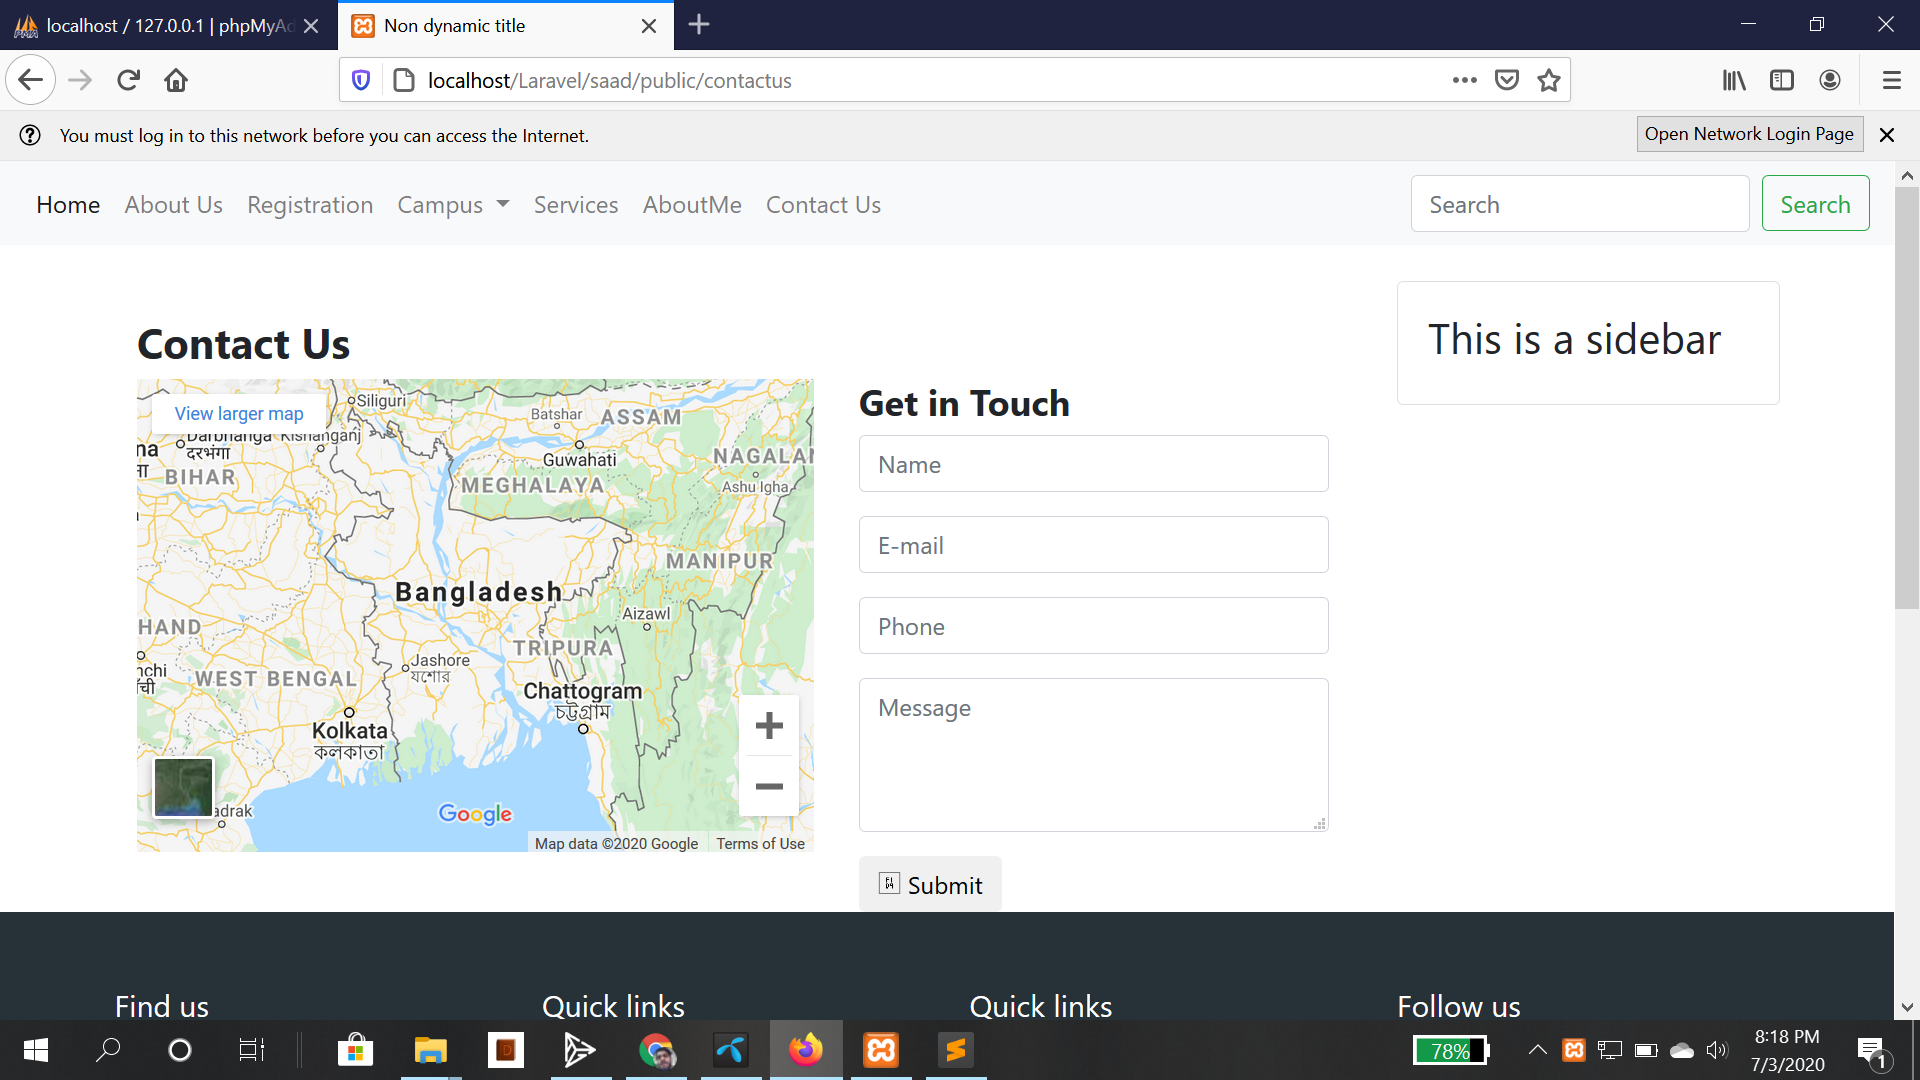 localhost / 127.0.0.1 | phpMyAd
Non dynamic title
localhost/Laravel/saad/public/contactus
You must log in to this network before you can access the Internet.
Open Network Login Page
Home About Us Registration Campus Services AboutMe Contact Us
Search
Search
This is a sidebar
Contact Us
View larger map
Siliguri
Batshar
ASSAM
Darbhanga
दरभंगा
Kishanganj
BIHAR
Guwahati
NAGALAN
MEGHALAYA
Ashu Igha
MANIPUR
Bangladesh
Aizawl
HAND
TRIPURA
Jashore
যশোর
nchi
WEST BENGAL
Chattogram
চট্টগ্রাম
Kolkata
কলকাতা
adrak
Google
Map data ©2020 Google
Terms of Use
Get in Touch
Name
E-mail
Phone
Message
Submit
Find us
Quick links
Quick links
Follow us
78%
8:18 PM
7/3/2020
1